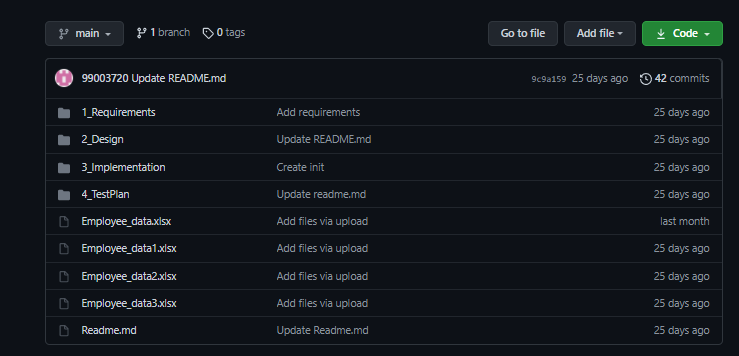 main 1 branch 0 tags Go to file Add file Code
99003720 Update README.md 9c9a159 25 days ago 42 commits
1_Requirements Add requirements 25 days ago
2_Design Update README.md 25 days ago
3_Implementation Create init 25 days ago
4_TestPlan Update readme.md 25 days ago
Employee_data.xlsx Add files via upload last month
Employee_data1.xlsx Add files via upload 25 days ago
Employee_data2.xlsx Add files via upload 25 days ago
Employee_data3.xlsx Add files via upload 25 days ago
Readme.md Update Readme.md 25 days ago